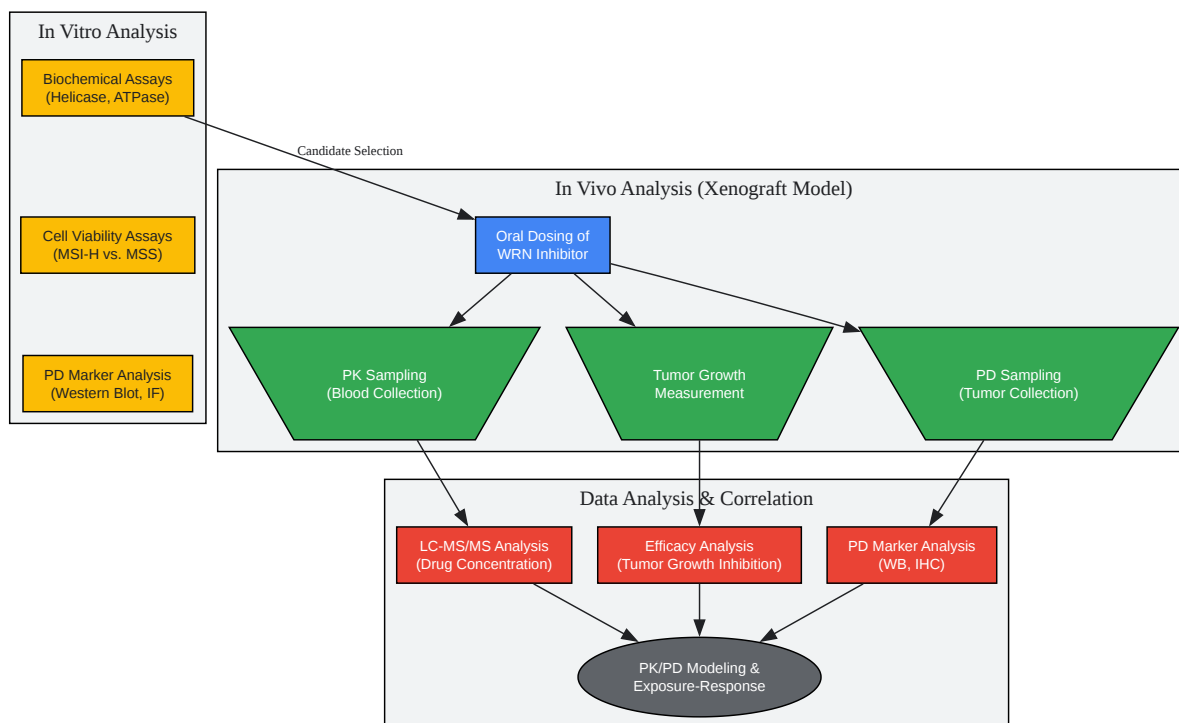 In Vitro Analysis
Biochemical Assays
(Helicase, ATPase)
Candidate Selection
Cell Viability Assays
(MSI-H vs. MSS)
PD Marker Analysis
(Western Blot, IF)
In Vivo Analysis (Xenograft Model)
Oral Dosing of
WRN Inhibitor
PK Sampling
(Blood Collection)
Tumor Growth
Measurement
PD Sampling
(Tumor Collection)
Data Analysis & Correlation
LC-MS/MS Analysis
(Drug Concentration)
Efficacy Analysis
(Tumor Growth Inhibition)
PD Marker Analysis
(WB, IHC)
PK/PD Modeling &
Exposure-Response